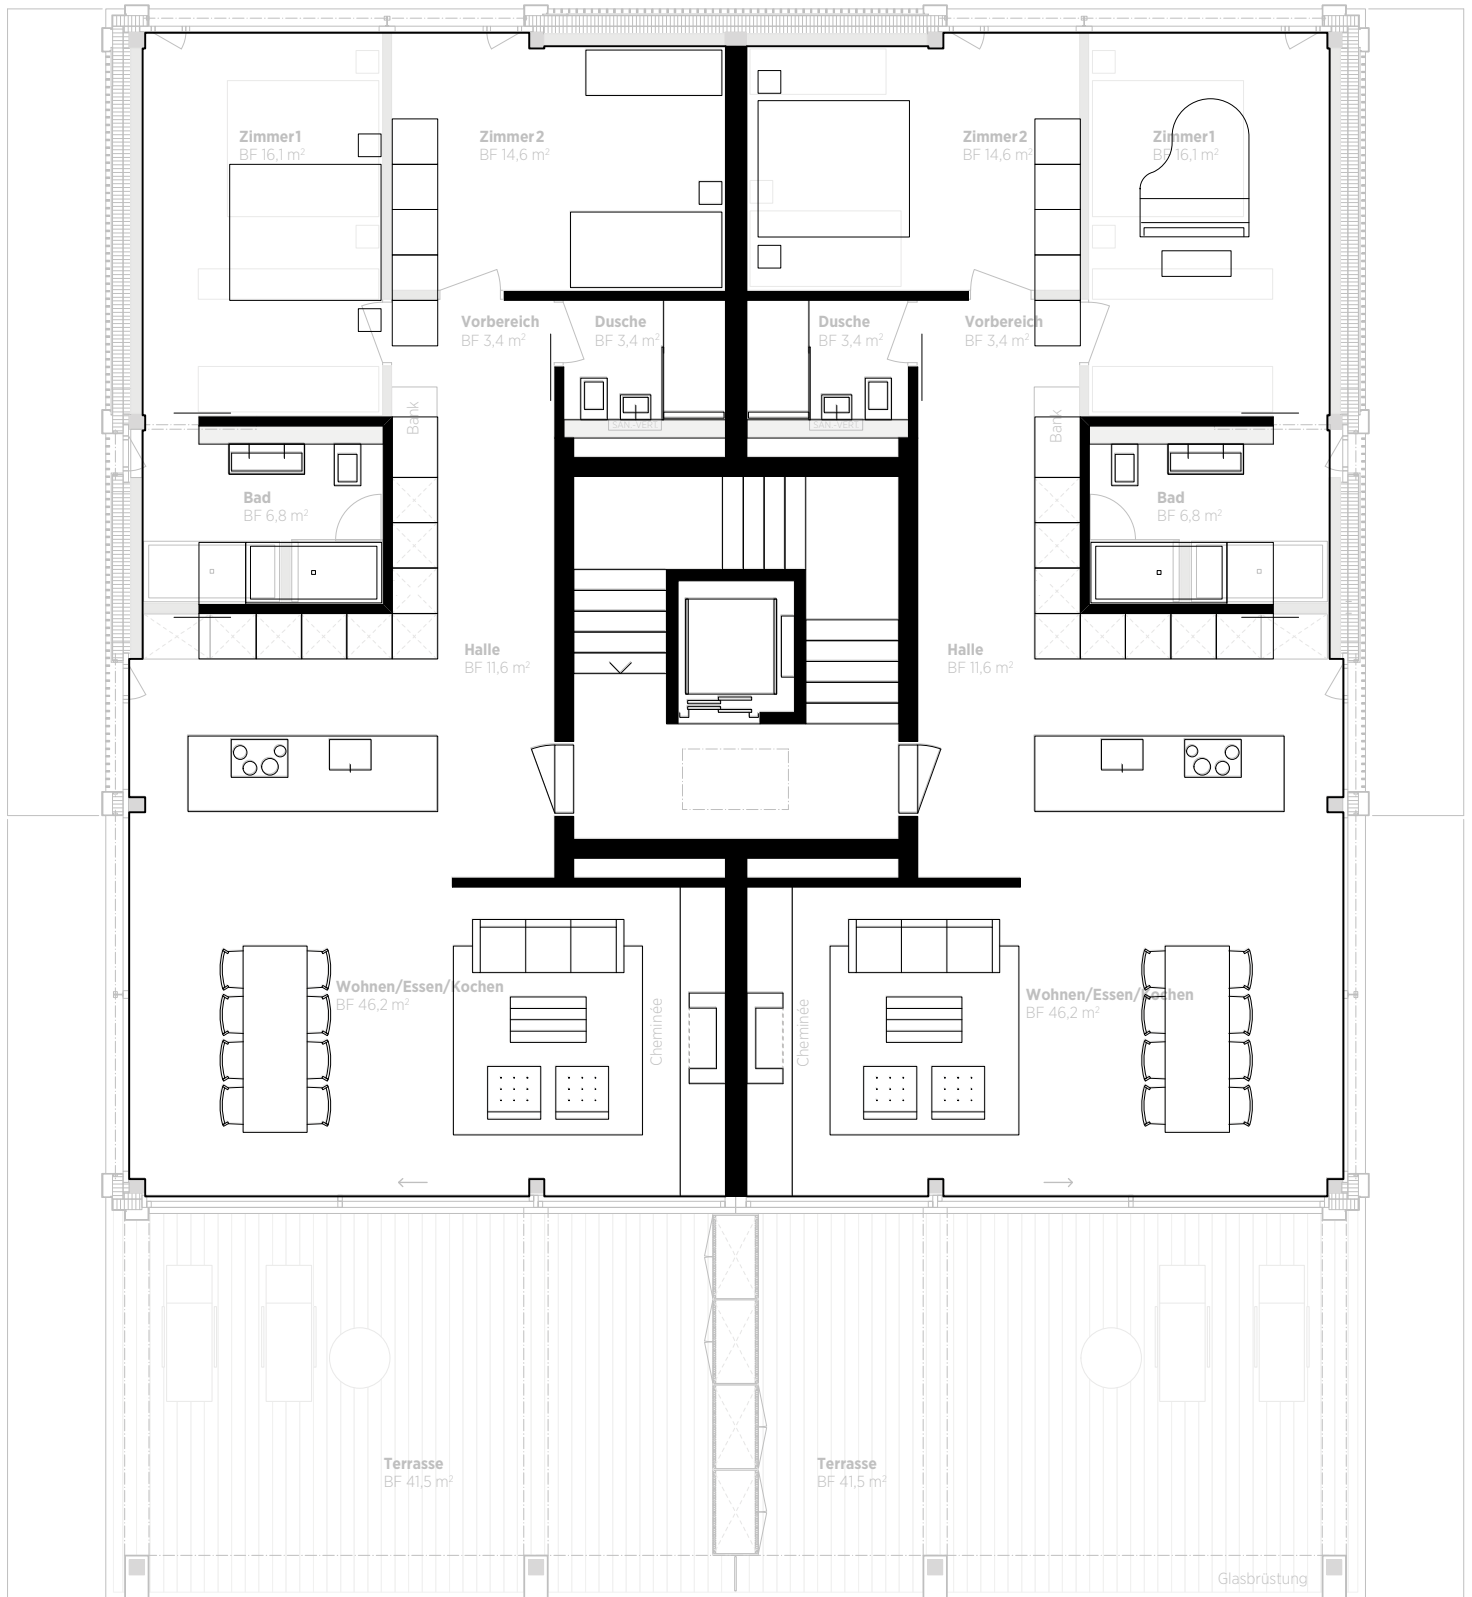 Zimmer1
BF 16,1 m²
Zimmer2
BF 14,6 m²
Zimmer2
BF 14,6 m²
Zimmer1
BF 16,1 m²
Vorbereich
BF 3,4 m²
Dusche
BF 3,4 m²
Dusche
BF 3,4 m²
Vorbereich
BF 3,4 m²
Bank
SAN.-VERT.
SAN.-VERT.
Bank
Bad
BF 6,8 m²
Bad
BF 6,8 m²
Halle
BF 11,6 m²
Halle
BF 11,6 m²
Wohnen/Essen/Kochen
BF 46,2 m²
Cheminée
Cheminée
Wohnen/Essen/Kochen
BF 46,2 m²
Terrasse
BF 41,5 m²
Terrasse
BF 41,5 m²
Glasbrüstung